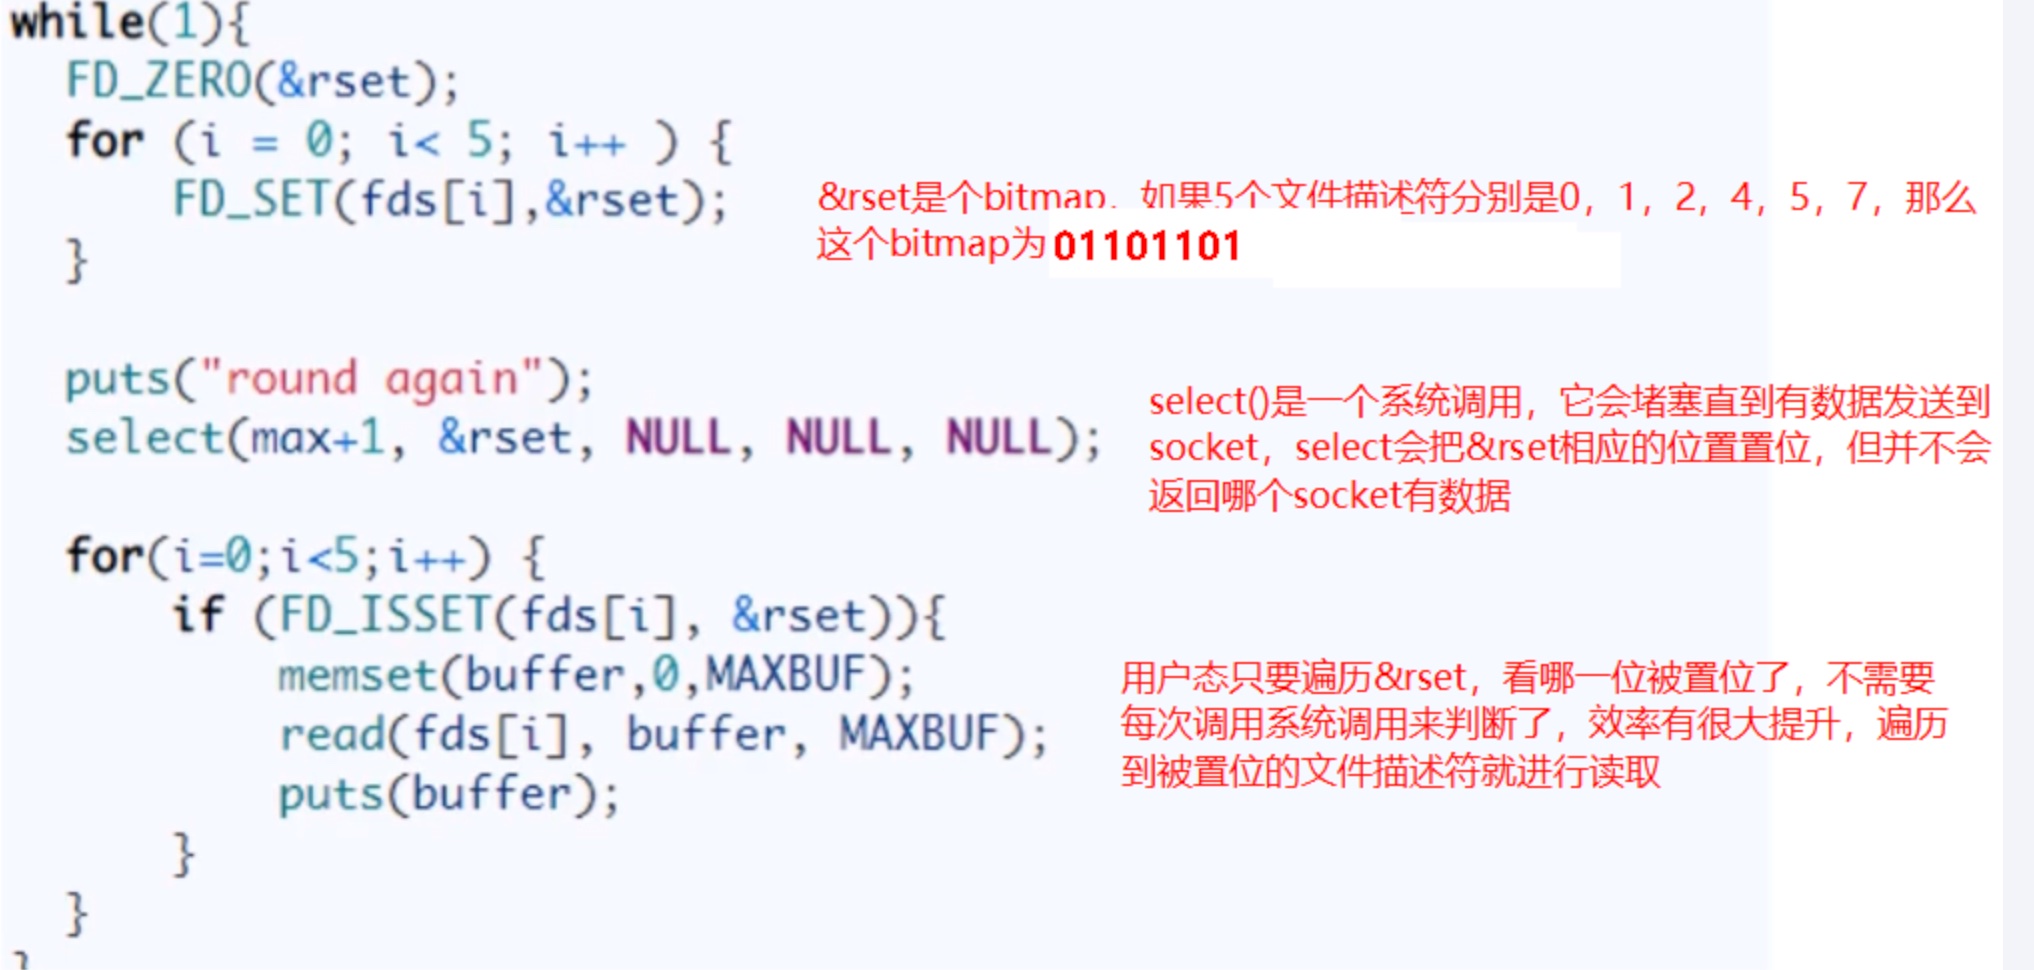 while(1){
FD_ZERO(&rset);
for (i = 0; i< 5; i++ ) {
FD_SET(fds[i],&rset);
&rset是个bitmap，如果5个文件描述符分别是0，1，2，4，5，7，那么
这个bitmap为01101101
}
puts("round again");
select(max+1, &rset, NULL, NULL, NULL);
select()是一个系统调用，它会堵塞直到有数据发送到
socket，select会把&rset相应的位置置位，但并不会
返回哪个socket有数据
for(i=0;i<5;i++) {
if (FD_ISSET(fds[i], &rset)){
memset(buffer,0,MAXBUF);
read(fds[i], buffer, MAXBUF);
puts(buffer);
用户态只要遍历&rset，看哪一位被置位了，不需要
每次调用系统调用来判断了，效率有很大提升，遍历
到被置位的文件描述符就进行读取
}
}
}